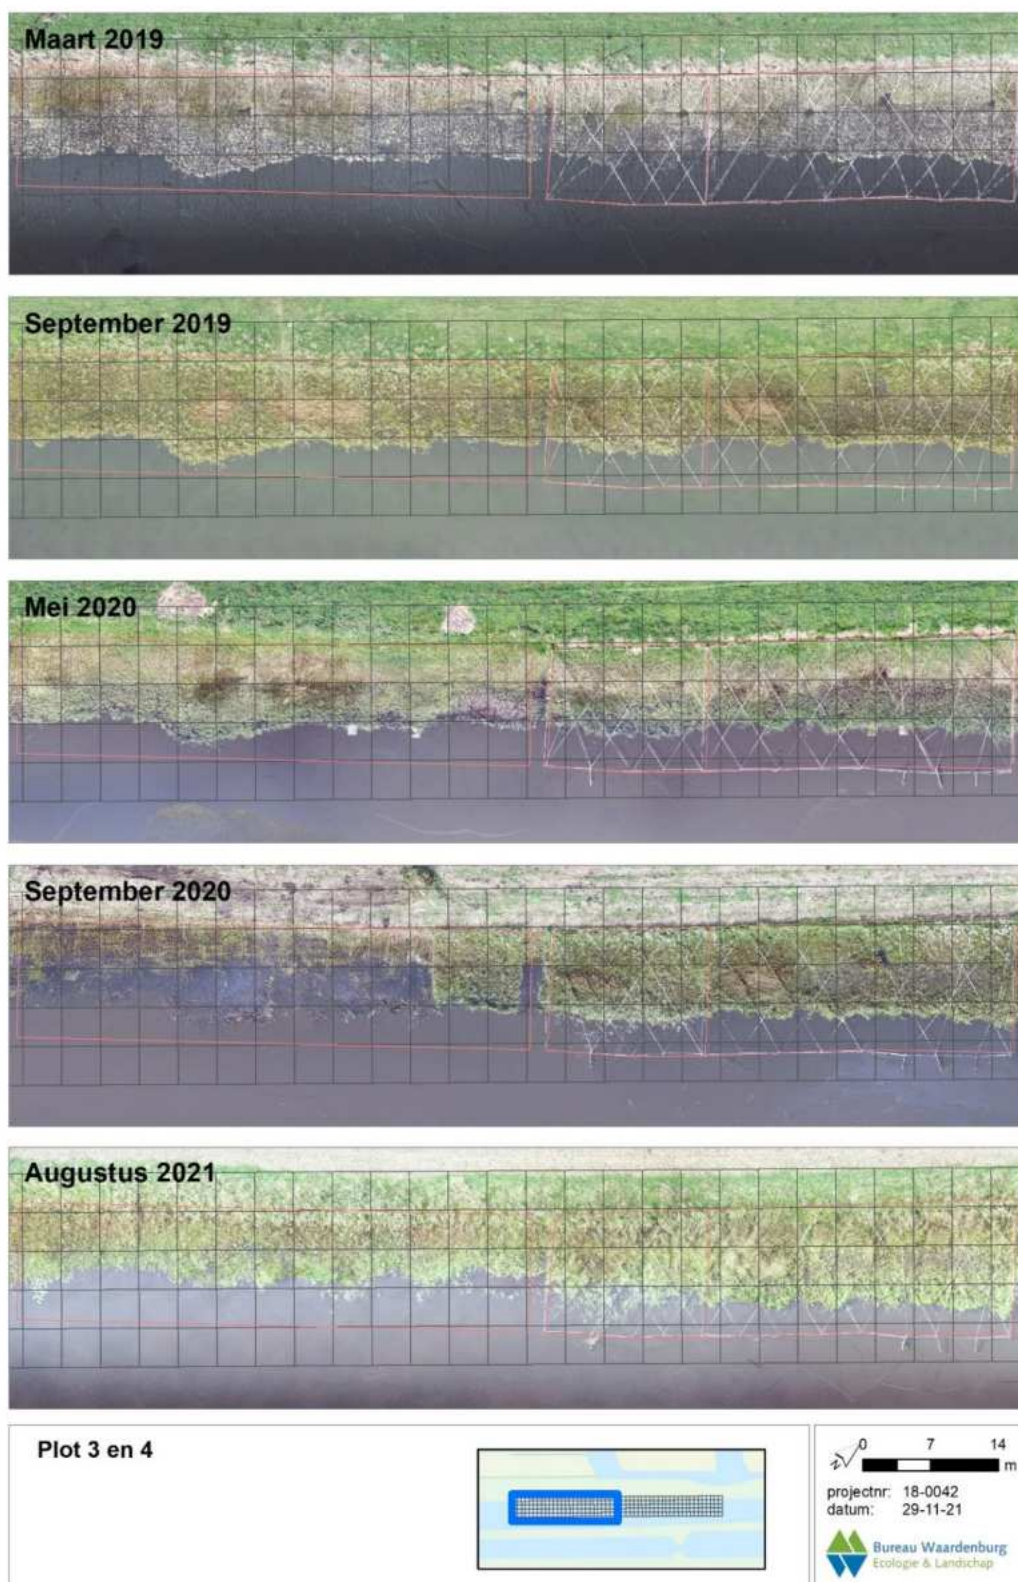 Maart 2019
September 2019
Mei 2020
September 2020
Augustus 2021
Plot 3 en 4
N
0 7 14
m
projectnr: 18-0042
datum: 29-11-21
Bureau Waardenburg
Ecologie & Landschap